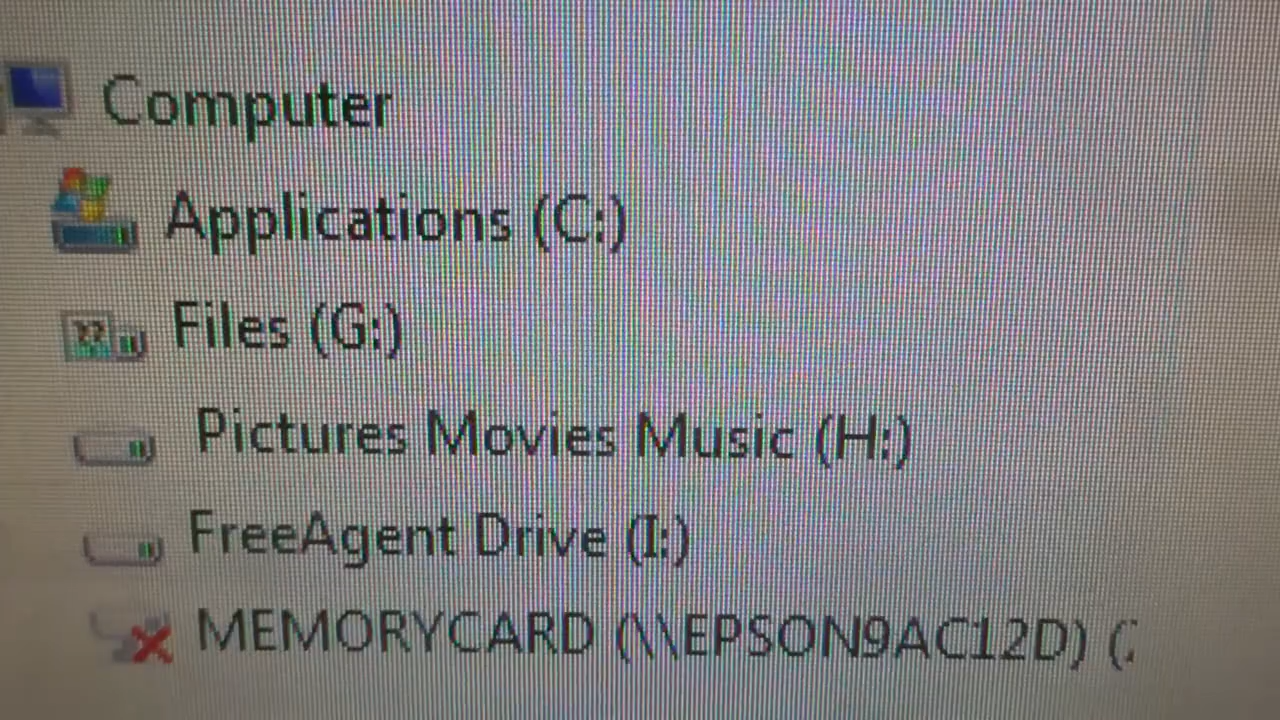 Computer
Applications (C:)
Files (G:)
Pictures Movies Music (H:)
FreeAgent Drive (I:)
MEMORYCARD (\\EPSON9AC12D) (